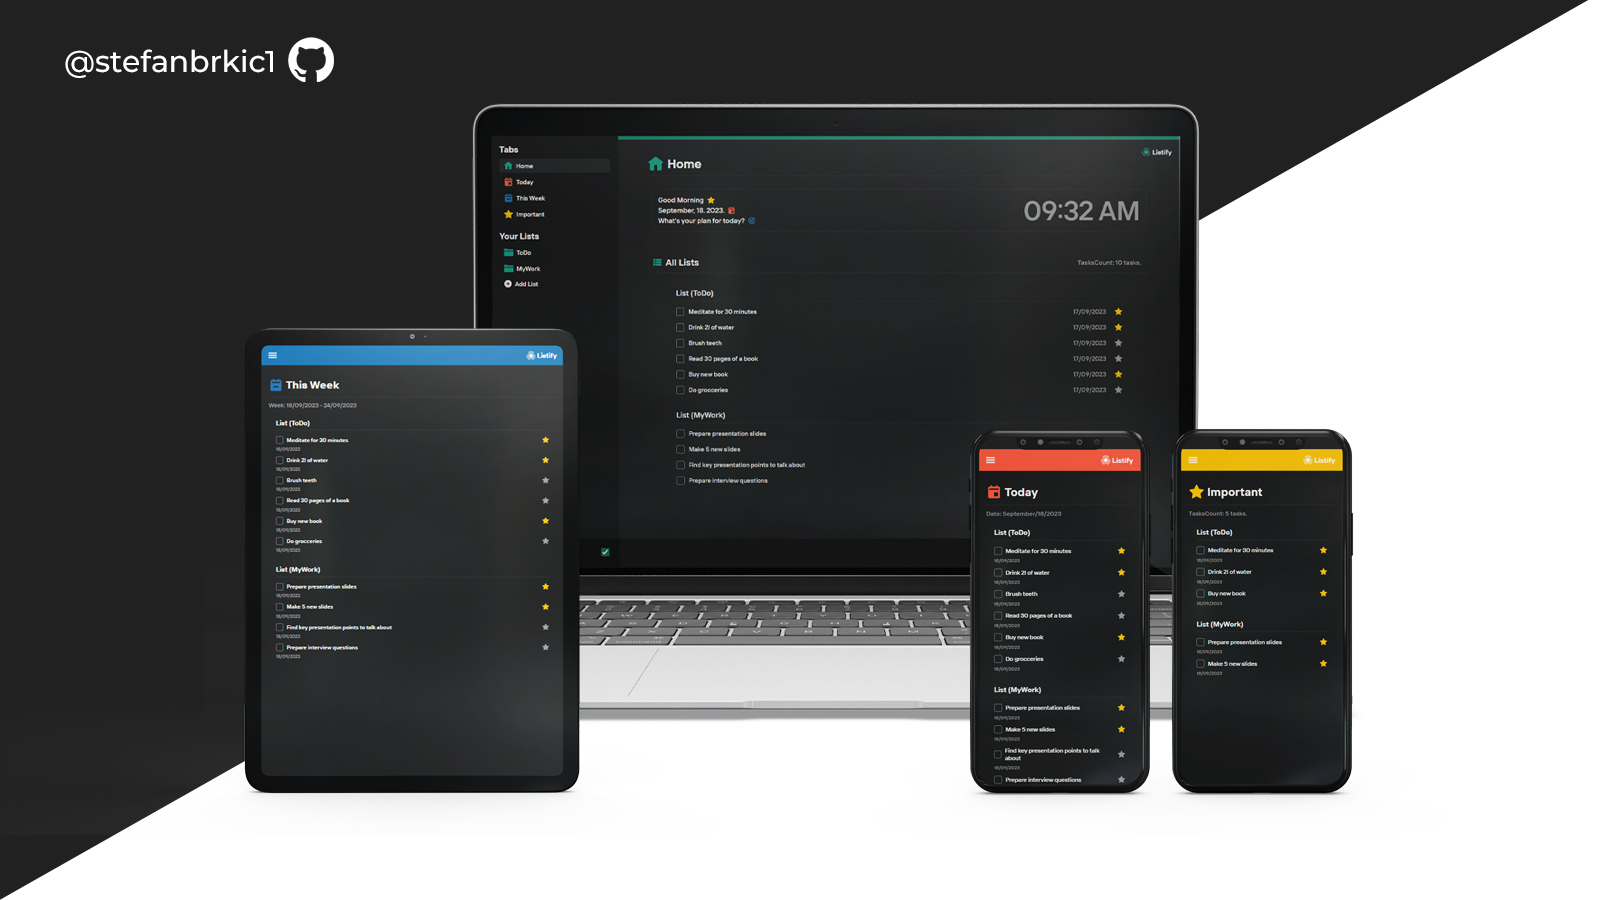 @stefanbrkic1
Tabs
Home
Today
This Week
Important
Your Lists
ToDo
MyWork
Add List
Listify
Home
Good Morning
September, 18. 2023.
What's your plan for today?
09:32 AM
All Lists
TasksCount: 10 tasks.
List (ToDo)
Meditate for 30 minutes 17/09/2023
Drink 2l of water 17/09/2023
Brush teeth 17/09/2023
Read 30 pages of a book 17/09/2023
Buy new book 17/09/2023
Do grocceries 17/09/2023
List (MyWork)
Prepare presentation slides
Make 5 new slides
Find key presentation points to talk about
Prepare interview questions
Listify
This Week
Week: 18/09/2023 - 24/09/2023
List (ToDo)
Meditate for 30 minutes
18/09/2023
Drink 2l of water
18/09/2023
Brush teeth
18/09/2023
Read 30 pages of a book
18/09/2023
Buy new book
18/09/2023
Do grocceries
18/09/2023
List (MyWork)
Prepare presentation slides
18/09/2023
Make 5 new slides
18/09/2023
Find key presentation points to talk about
18/09/2023
Prepare interview questions
18/09/2023
Listify
Today
Date: September/18/2023
List (ToDo)
Meditate for 30 minutes
18/09/2023
Drink 2l of water
18/09/2023
Brush teeth
18/09/2023
Read 30 pages of a book
18/09/2023
Buy new book
18/09/2023
Do grocceries
18/09/2023
List (MyWork)
Prepare presentation slides
18/09/2023
Make 5 new slides
18/09/2023
Find key presentation points to talk
about
18/09/2023
Prepare interview questions
Listify
Important
TasksCount: 5 tasks.
List (ToDo)
Meditate for 30 minutes
18/09/2023
Drink 2l of water
18/09/2023
Buy new book
18/09/2023
List (MyWork)
Prepare presentation slides
18/09/2023
Make 5 new slides
18/09/2023